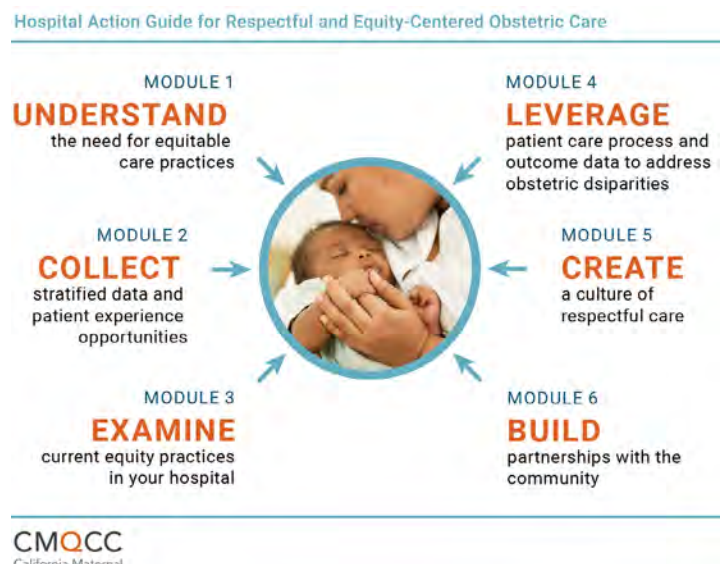 Hospital Action Guide for Respectful and Equity-Centered Obstetric Care
MODULE 1
UNDERSTAND
the need for equitable
care practices
MODULE 2
COLLECT
stratified data and
patient experience
opportunities
MODULE 3
EXAMINE
current equity practices
in your hospital
MODULE 4
LEVERAGE
patient care process and
outcome data to address
obstetric dsiparities
MODULE 5
CREATE
a culture of
respectful care
MODULE 6
BUILD
partnerships with the
community
CMQCC
California Maternal